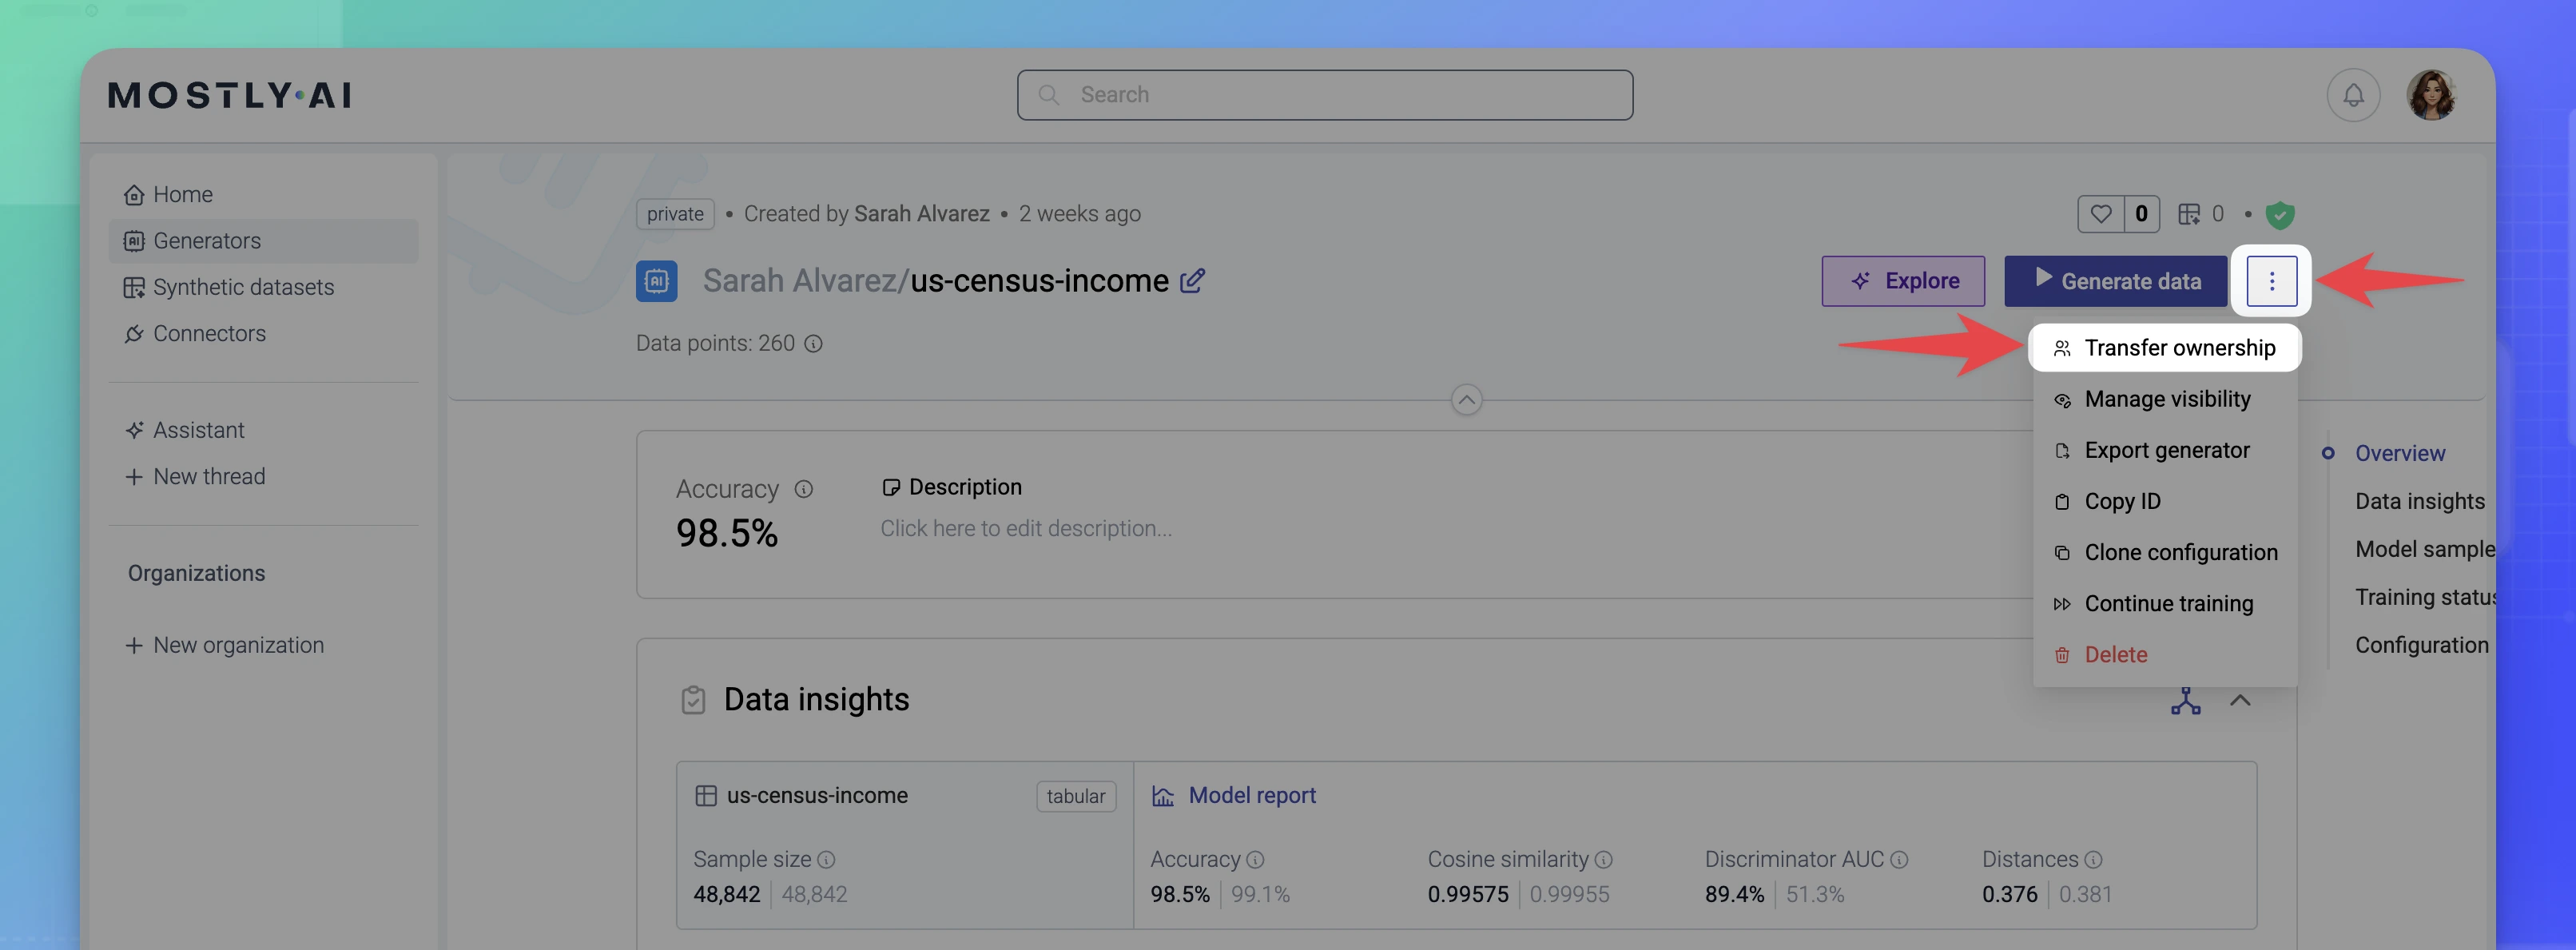 MOSTLY·AI
Search
Home
Generators
Synthetic datasets
Connectors
Assistant
New thread
Organizations
New organization
private • Created by Sarah Alvarez • 2 weeks ago
0 0 •
Sarah Alvarez/us-census-income
Explore
Generate data
Data points: 260
Transfer ownership
Manage visibility
Export generator
Copy ID
Clone configuration
Continue training
Delete
Overview
Data insights
Model sample
Training status
Configuration
Accuracy
98.5%
Description
Click here to edit description...
Data insights
us-census-income tabular
Sample size
48,842 | 48,842
Model report
Accuracy Cosine similarity Discriminator AUC Distances
98.5% | 99.1% 0.99575 | 0.99955 89.4% | 51.3% 0.376 | 0.381